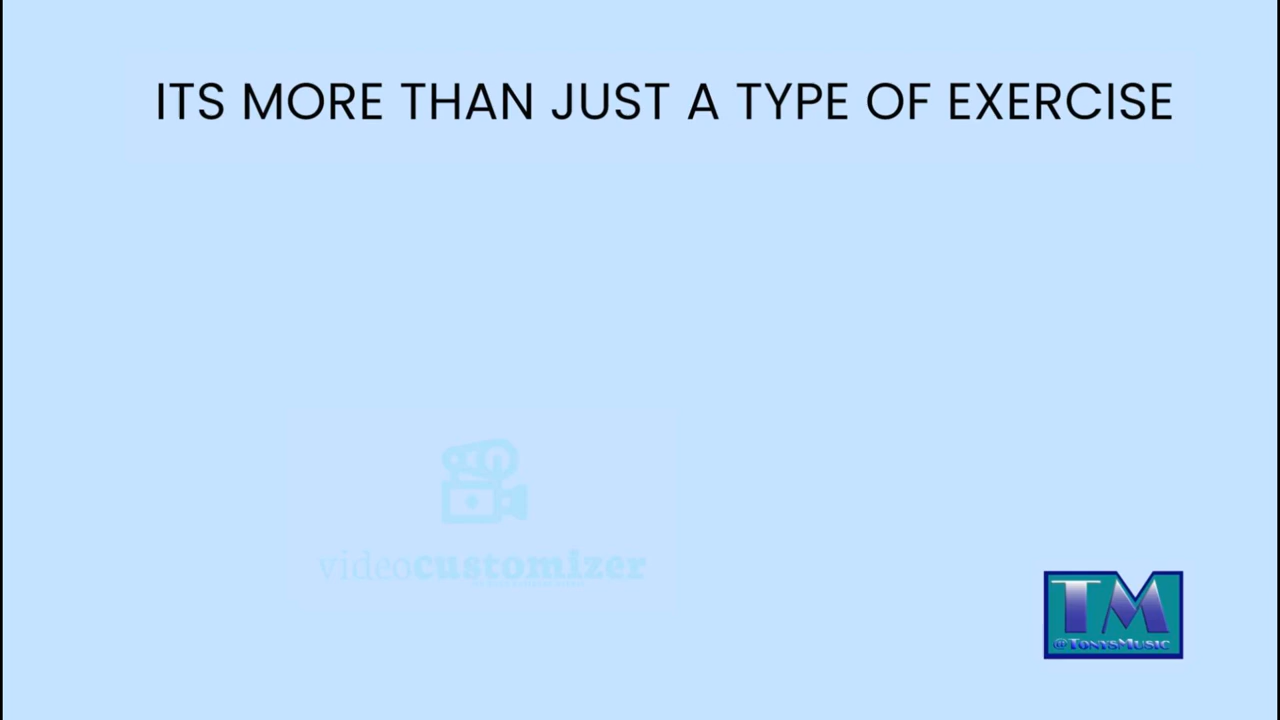 ITS MORE THAN JUST A TYPE OF EXERCISE
videocustomizer
TM
@TONYSMUSIC